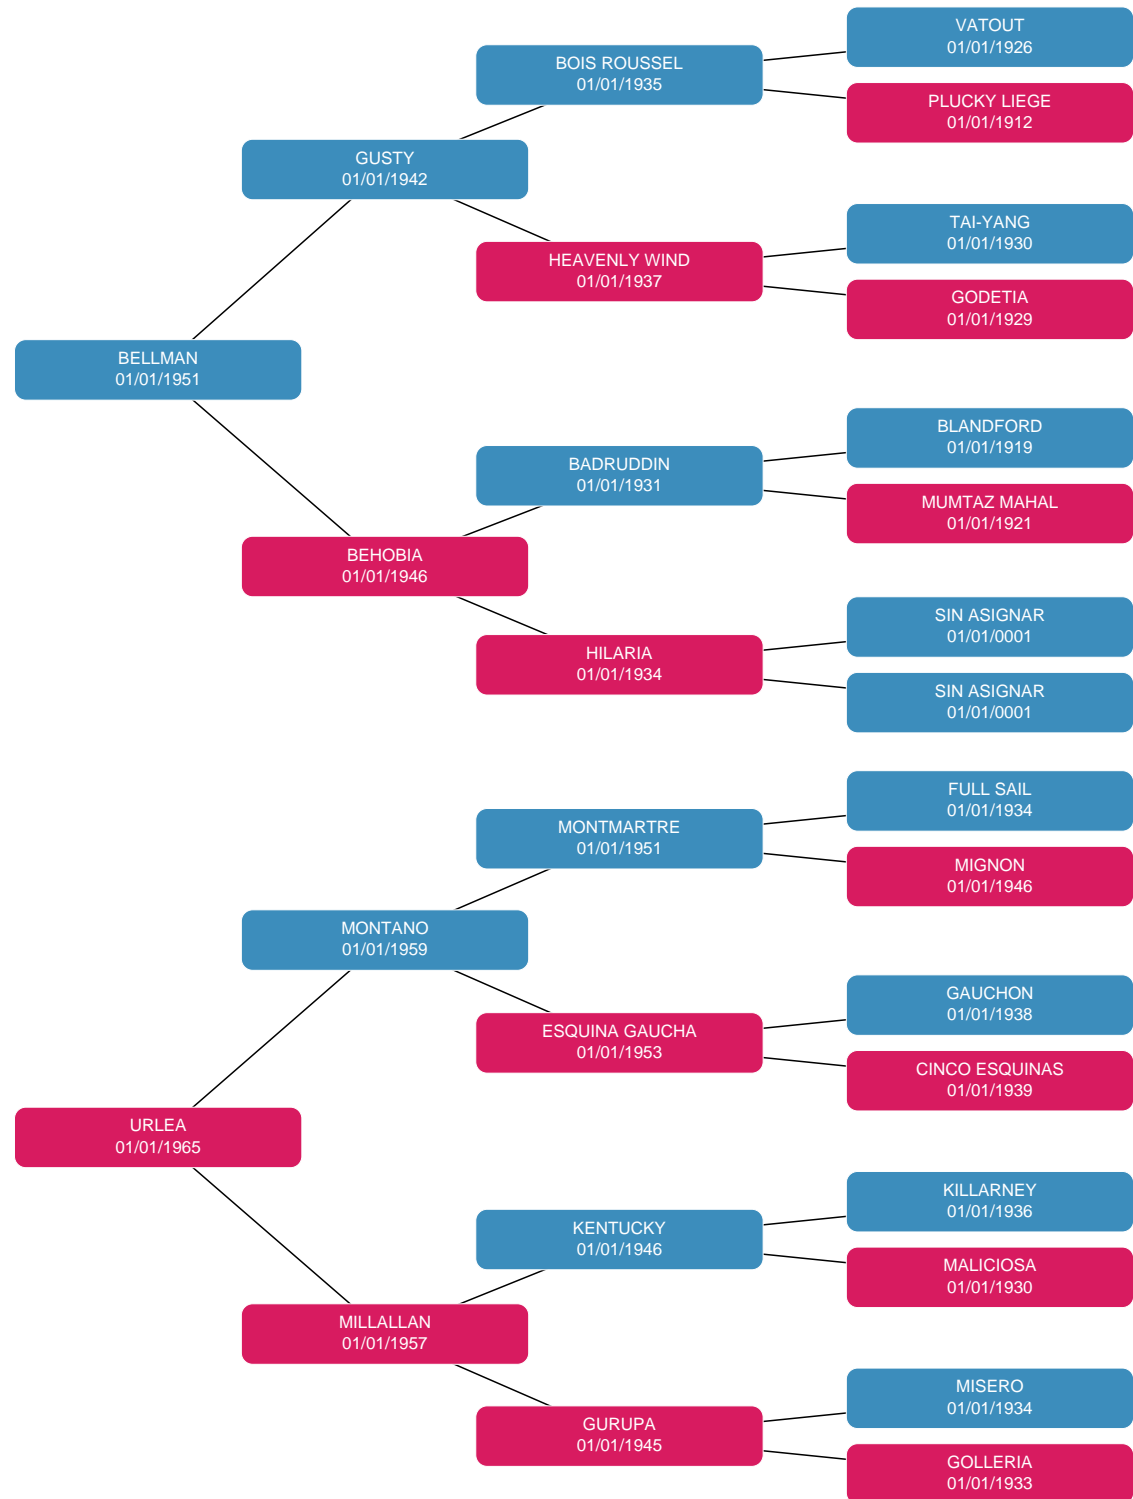 VATOUT
01/01/1926
BOIS ROUSSEL
01/01/1935
PLUCKY LIEGE
01/01/1912
GUSTY
01/01/1942
TAI-YANG
01/01/1930
HEAVENLY WIND
01/01/1937
GODETIA
01/01/1929
BELLMAN
01/01/1951
BLANDFORD
01/01/1919
BADRUDDIN
01/01/1931
MUMTAZ MAHAL
01/01/1921
BEHOBIA
01/01/1946
SIN ASIGNAR
01/01/0001
HILARIA
01/01/1934
SIN ASIGNAR
01/01/0001
FULL SAIL
01/01/1934
MONTMARTRE
01/01/1951
MIGNON
01/01/1946
MONTANO
01/01/1959
GAUCHON
01/01/1938
ESQUINA GAUCHA
01/01/1953
CINCO ESQUINAS
01/01/1939
URLEA
01/01/1965
KILLARNEY
01/01/1936
KENTUCKY
01/01/1946
MALICIOSA
01/01/1930
MILLALLAN
01/01/1957
MISERO
01/01/1934
GURUPA
01/01/1945
GOLLERIA
01/01/1933